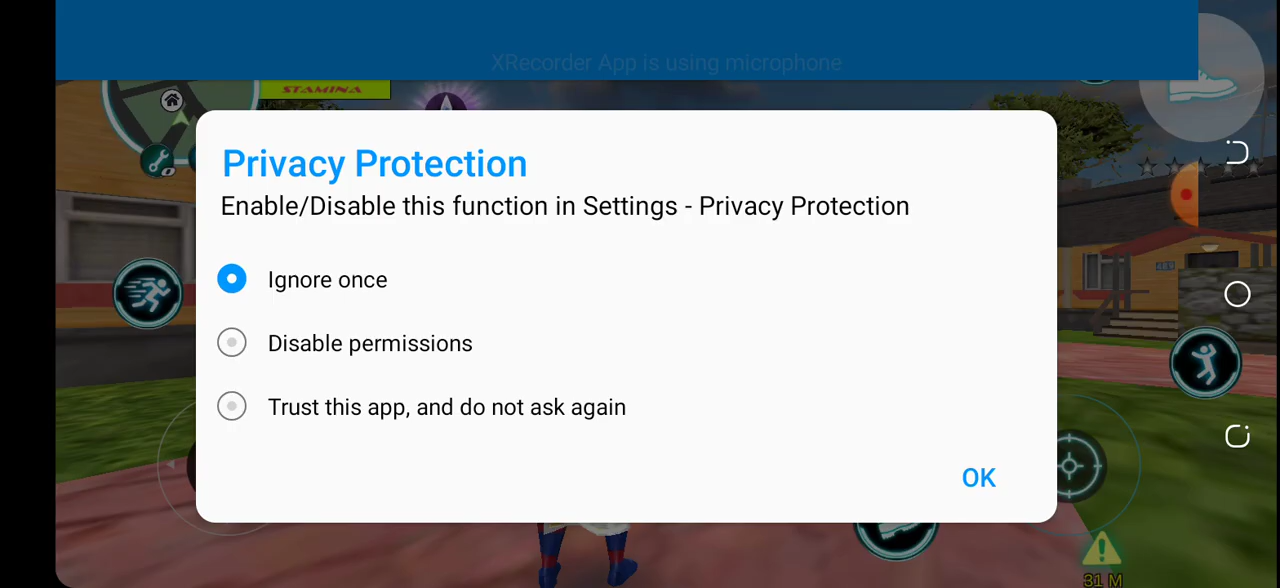 XRecorder App is using microphone
STAMINA
Privacy Protection
Enable/Disable this function in Settings - Privacy Protection
Ignore once
Disable permissions
Trust this app, and do not ask again
OK
489
31 M